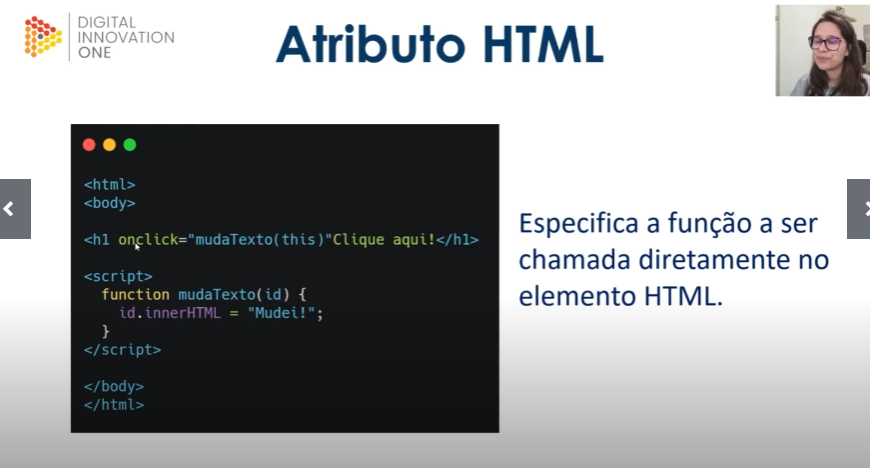 DIGITAL
INNOVATION
ONE
Atributo HTML
<html>
<body>
<h1 onclick="mudaTexto(this)"Clique aqui!</h1>
<script>
function mudaTexto(id) {
id.innerHTML = "Mudei!";
}
</script>
</body>
</html>
Especifica a função a ser
chamada diretamente no
elemento HTML.